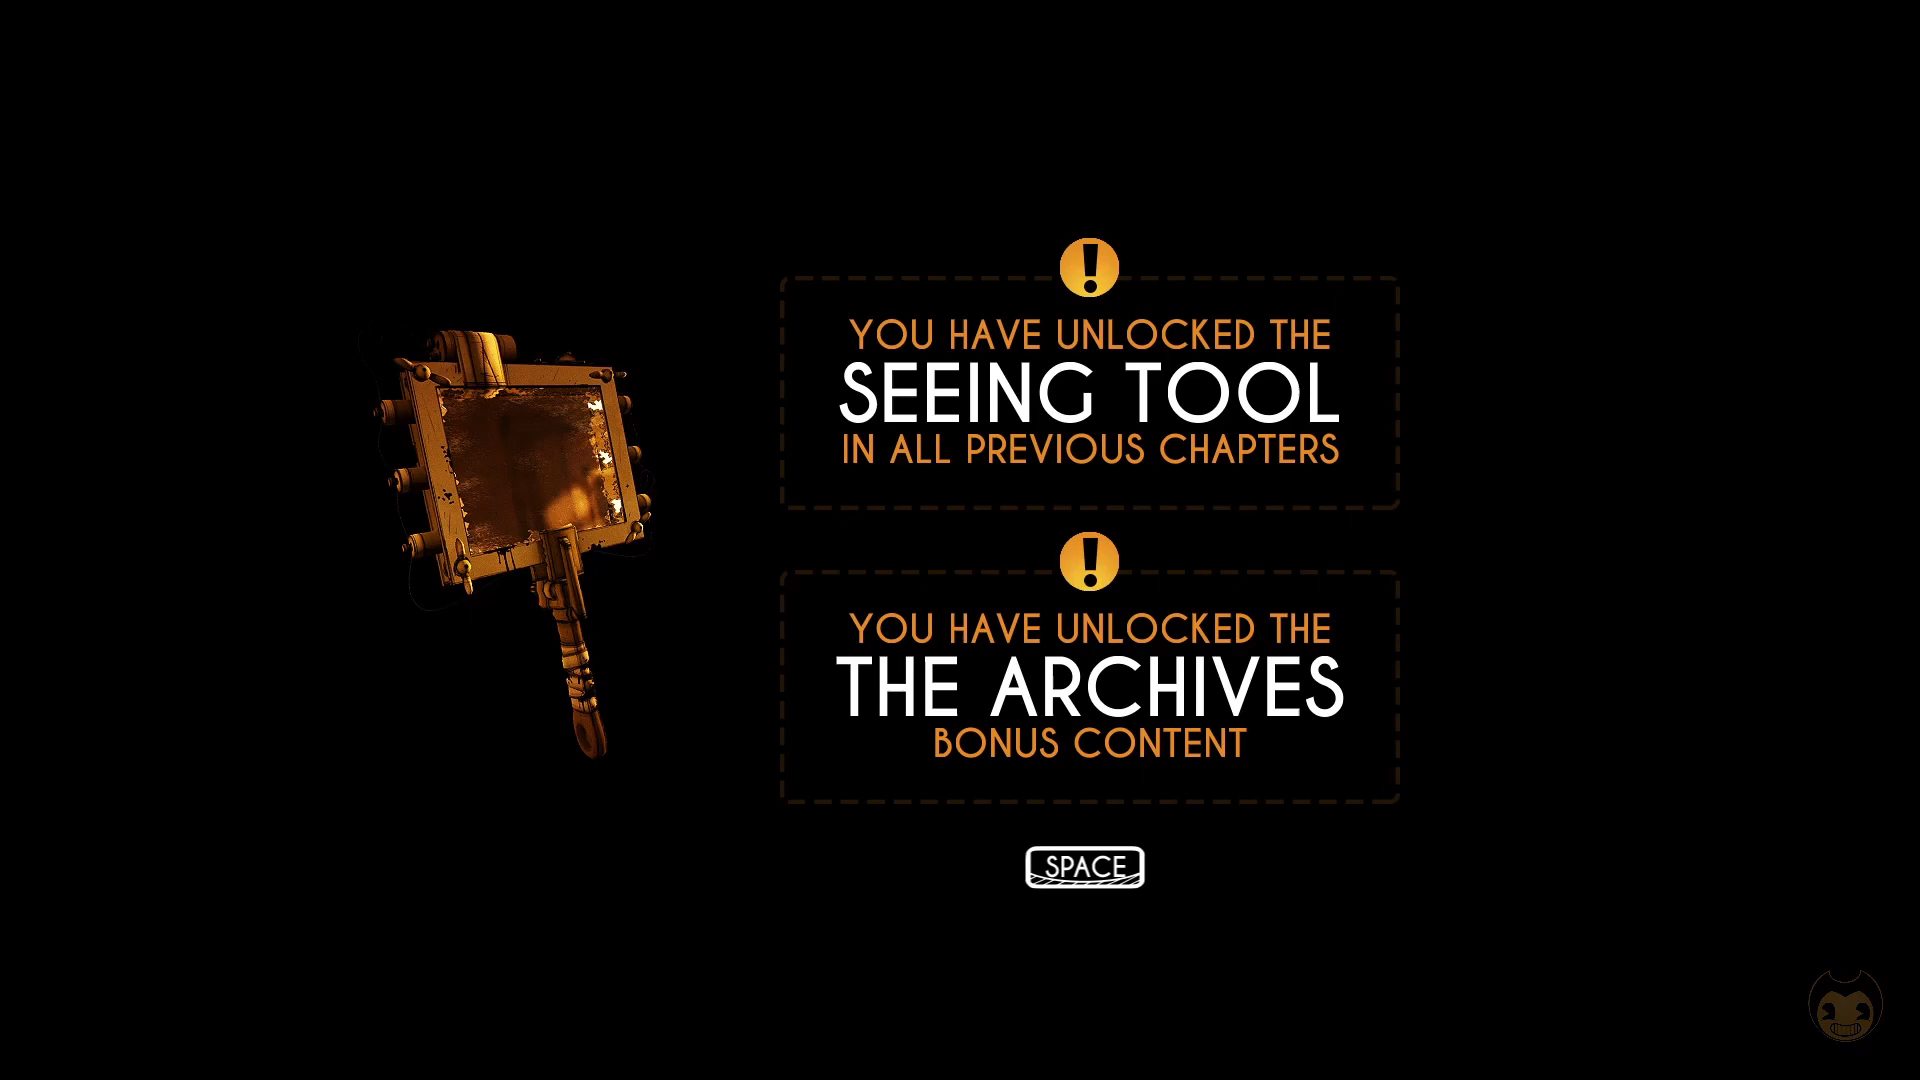 !
YOU HAVE UNLOCKED THE
SEEING TOOL
IN ALL PREVIOUS CHAPTERS
!
YOU HAVE UNLOCKED THE
THE ARCHIVES
BONUS CONTENT
SPACE